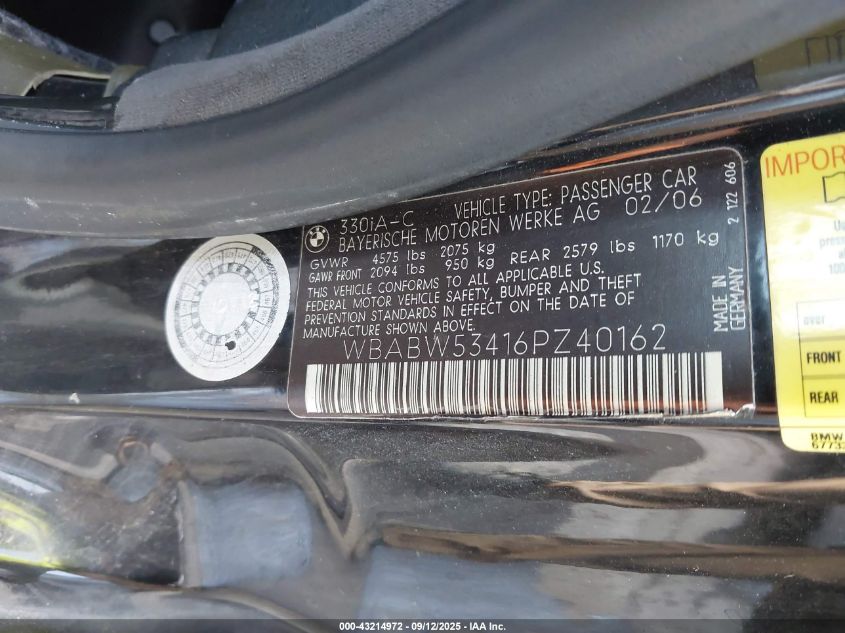 330iA-C VEHICLE TYPE: PASSENGER CAR
BAYERISCHE MOTOREN WERKE AG 02/06
GVWR 4575 lbs 2075 kg
GAWR FRONT 2094 lbs 950 kg REAR 2579 lbs 1170 kg
THIS VEHICLE CONFORMS TO ALL APPLICABLE U.S.
FEDERAL MOTOR VEHICLE SAFETY, BUMPER AND THEFT
PREVENTION STANDARDS IN EFFECT ON THE DATE OF
MANUFACTURE SHOWN ABOVE.
WBABW53416PZ40162
MADE IN
GERMANY
2 122 606
FRONT
REAR
BMW
000-43214972 - 09/12/2025 - IAA Inc.